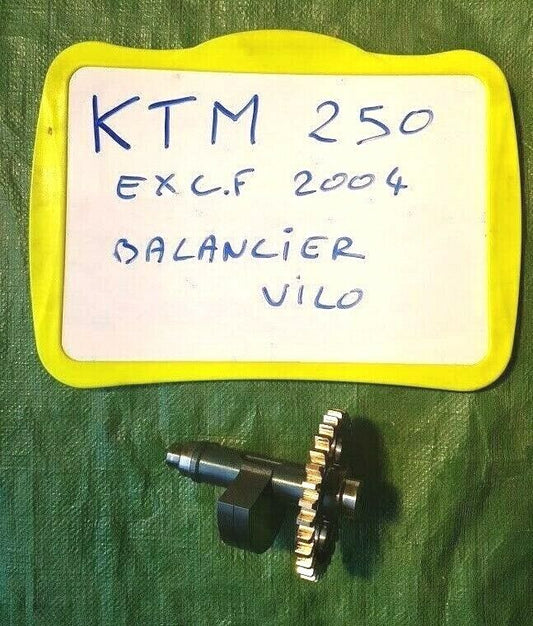 KTM 250
EXC.F 2004
BALANCiER
ViLO